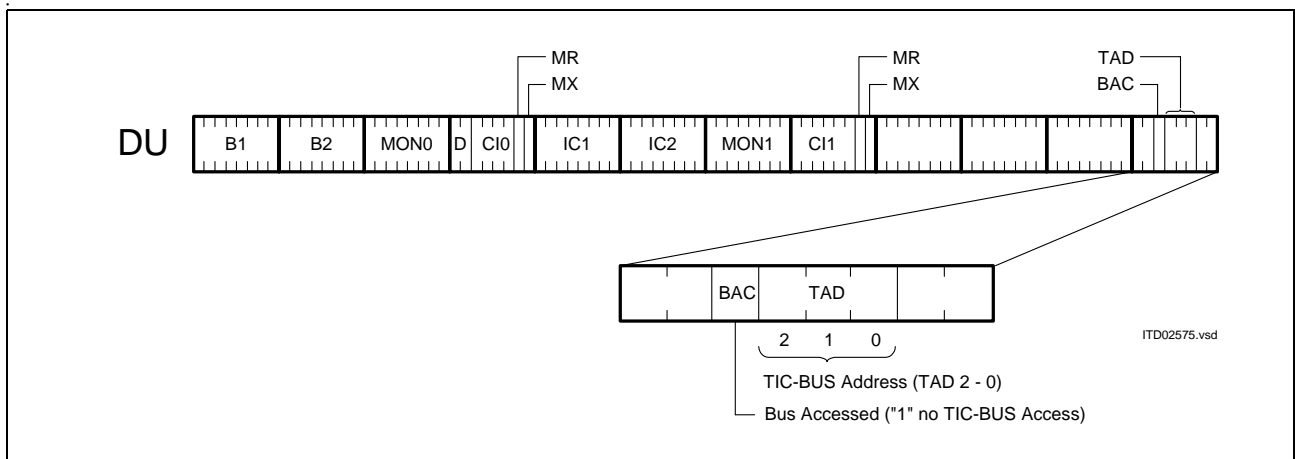 MR MR TAD
MX MX BAC
DU B1 B2 MON0 D CI0 IC1 IC2 MON1 CI1
BAC TAD
2 1 0
ITD02575.vsd
TIC-BUS Address (TAD 2 - 0)
Bus Accessed ("1" no TIC-BUS Access)